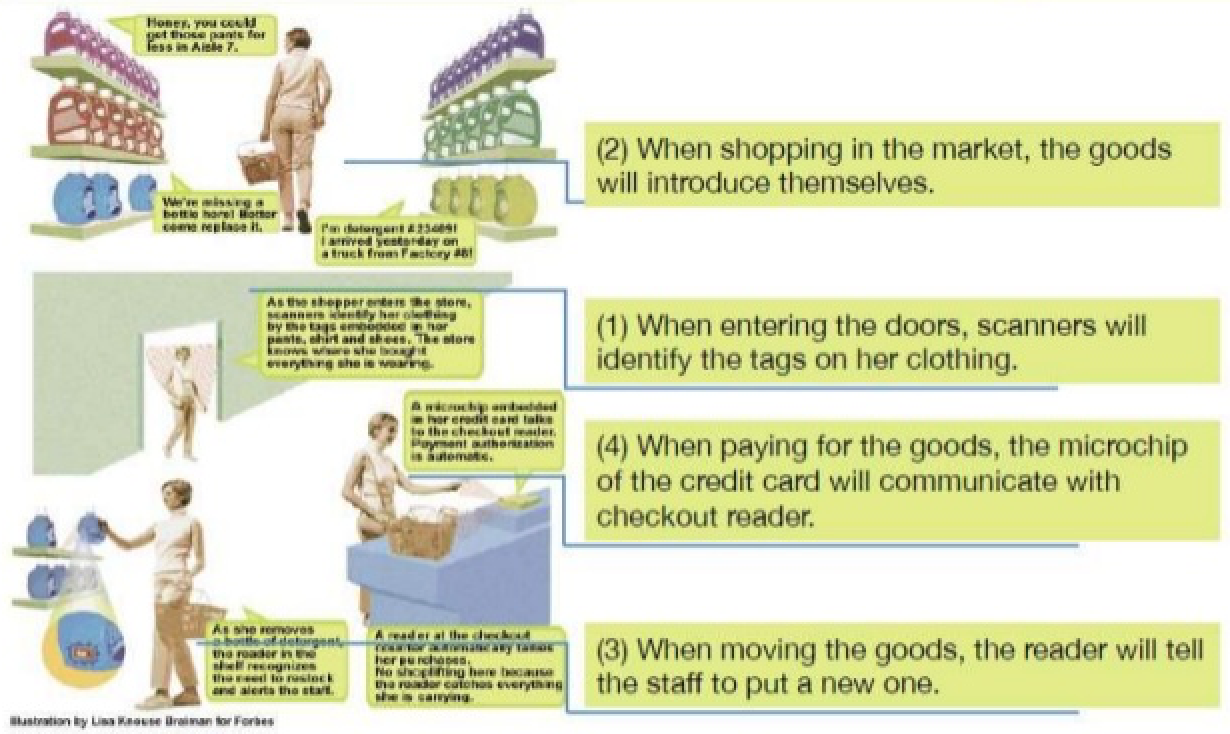 Honey, you could
get those pants for
less in Aisle 7.
(2) When shopping in the market, the goods
will introduce themselves.
We're missing a
bottle here! Better
come replace it.
I'm detergent
I arrived yesterday on
a truck from Factory #8!
As the shopper enters the store,
scanners identify her clothing
by the tags embedded in her
pants, shirt and shoes. The store
knows where she bought
everything she is wearing.
(1) When entering the doors, scanners will
identify the tags on her clothing.
A microchip embedded
in her credit card talks
to the checkout reader.
Payment authorization
is automatic.
(4) When paying for the goods, the microchip
of the credit card will communicate with
checkout reader.
As she removes
a bottle of detergent,
the reader in the
shelf recognizes
the need to restock
and alerts the staff.
A reader at the checkout
counter automatically tallies
her purchases.
No shoplifting here because
the reader catches everything
she is carrying.
(3) When moving the goods, the reader will tell
the staff to put a new one.
Illustration by Lisa Knouse Braiman for Forbes